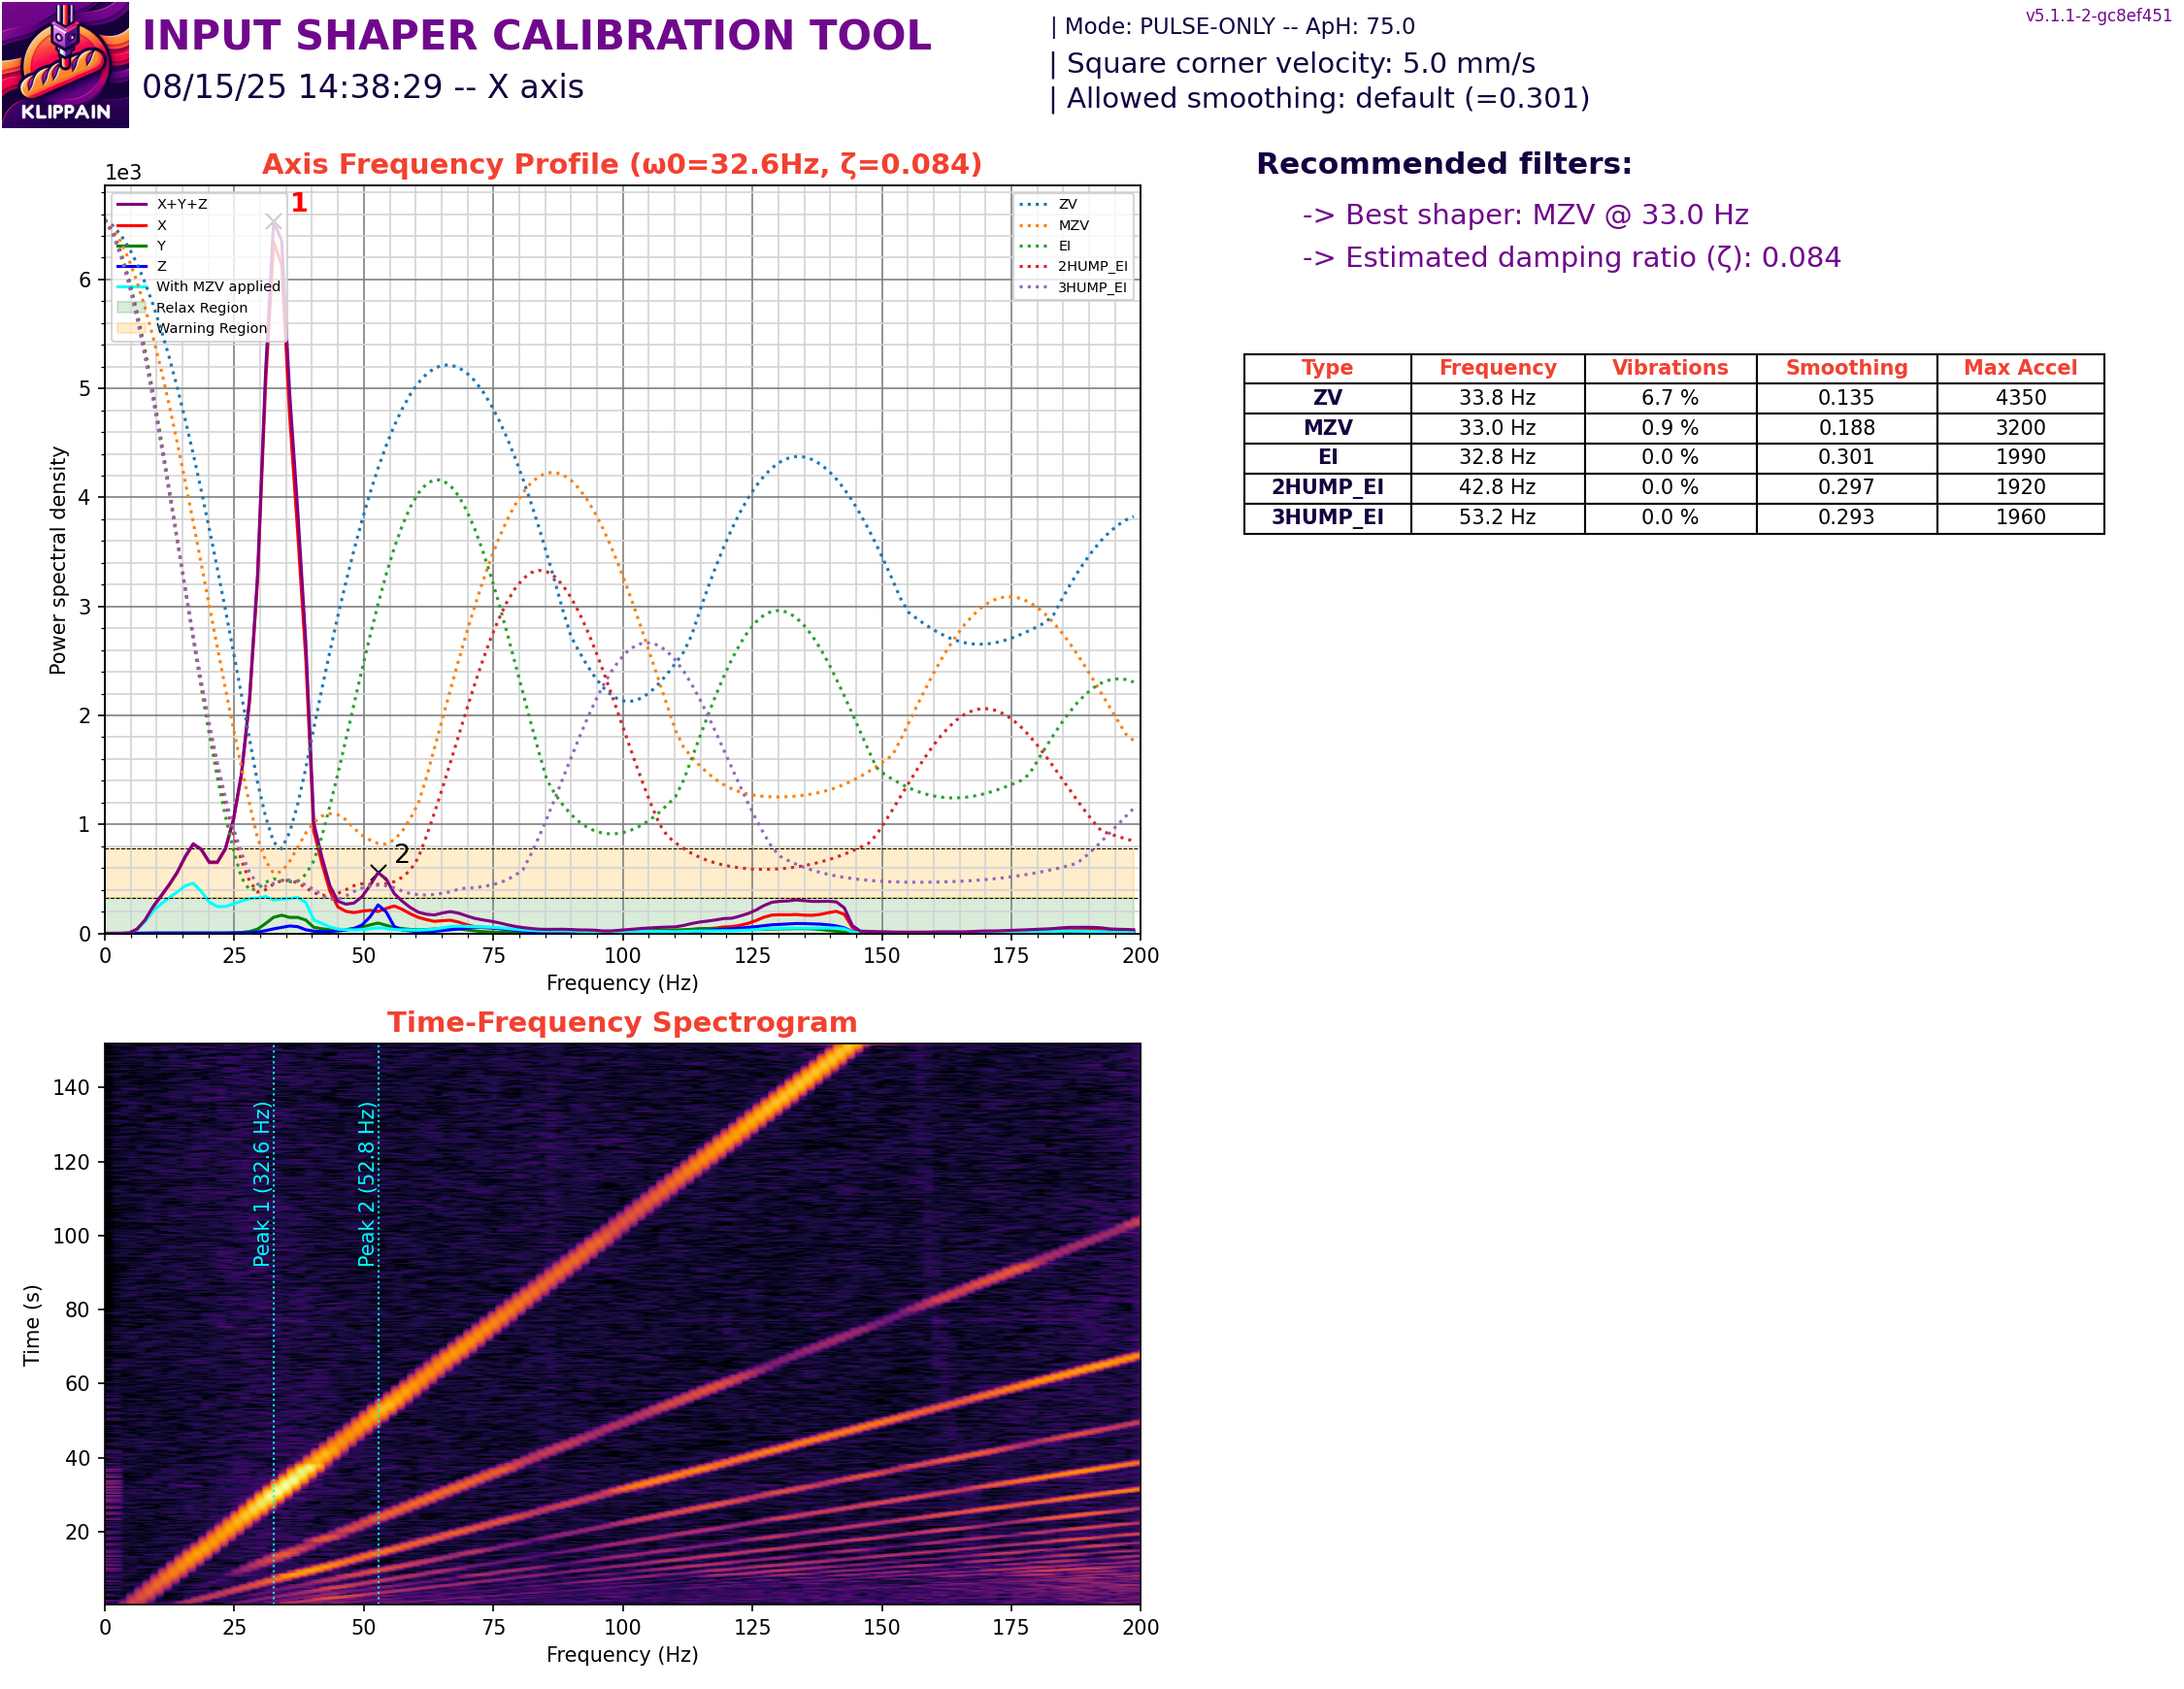 v5.1.1-2-gc8ef451
KLIPPAIN
INPUT SHAPER CALIBRATION TOOL
08/15/25 14:38:29 -- X axis
| Mode: PULSE-ONLY -- ApH: 75.0
| Square corner velocity: 5.0 mm/s
| Allowed smoothing: default (=0.301)
Axis Frequency Profile (ω0=32.6Hz, ζ=0.084)
1e3
X+Y+Z
X
Y
Z
With MZV applied
Relax Region
Warning Region
1
2
ZV
MZV
EI
2HUMP_EI
3HUMP_EI
Power spectral density
6
5
4
3
2
1
0
0 25 50 75 100 125 150 175 200
Frequency (Hz)
Recommended filters:
-> Best shaper: MZV @ 33.0 Hz
-> Estimated damping ratio (ζ): 0.084
Type Frequency Vibrations Smoothing Max Accel
ZV 33.8 Hz 6.7 % 0.135 4350
MZV 33.0 Hz 0.9 % 0.188 3200
EI 32.8 Hz 0.0 % 0.301 1990
2HUMP_EI 42.8 Hz 0.0 % 0.297 1920
3HUMP_EI 53.2 Hz 0.0 % 0.293 1960
Time-Frequency Spectrogram
Time (s)
140
120
100
80
60
40
20
Peak 1 (32.6 Hz)
Peak 2 (52.8 Hz)
0 25 50 75 100 125 150 175 200
Frequency (Hz)